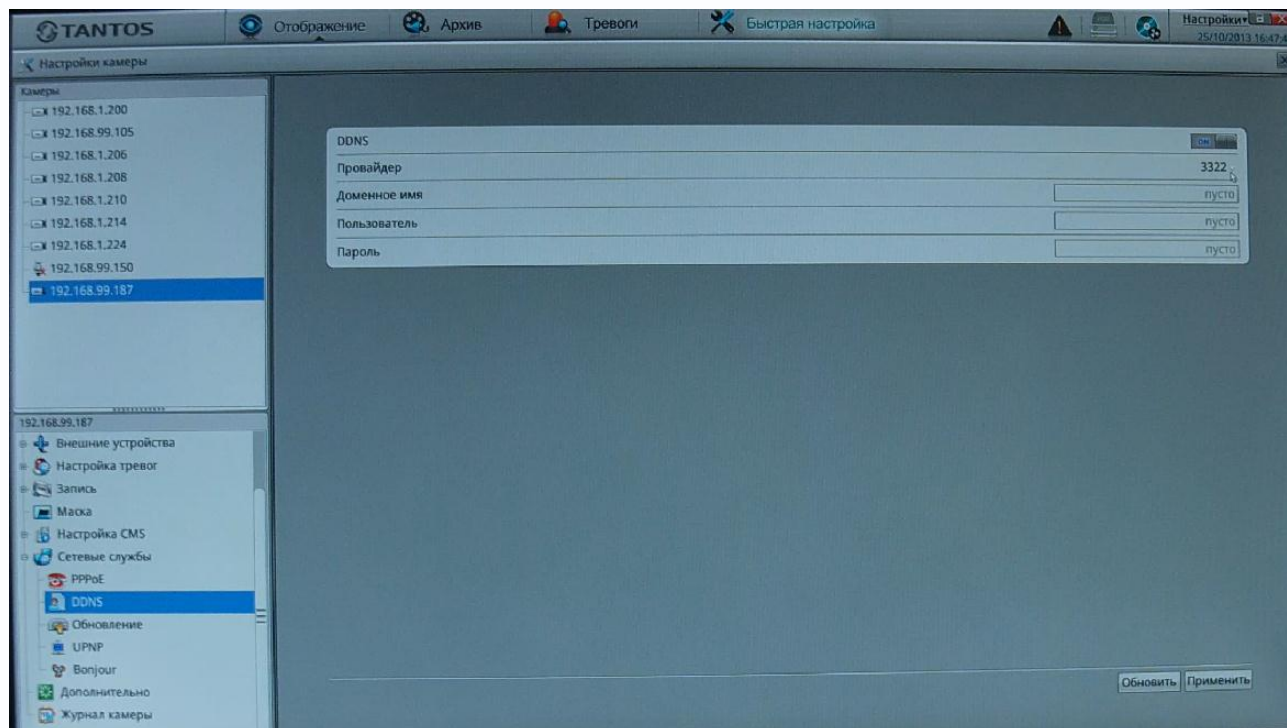 TANTOS
Отображение
Архив
Тревоги
Быстрая настройка
Настройки
25/10/2013 16:47:4
Настройки камеры
Камеры
192.168.1.200
192.168.99.105
192.168.1.206
192.168.1.208
192.168.1.210
192.168.1.214
192.168.1.224
192.168.99.150
192.168.99.187
DDNS
ON
Провайдер
3322
Доменное имя
пусто
Пользователь
пусто
Пароль
пусто
192.168.99.187
Внешние устройства
Настройка тревог
Запись
Маска
Настройка CMS
Сетевые службы
PPPoE
DDNS
Обновление
UPNP
Bonjour
Дополнительно
Журнал камеры
Обновить
Применить